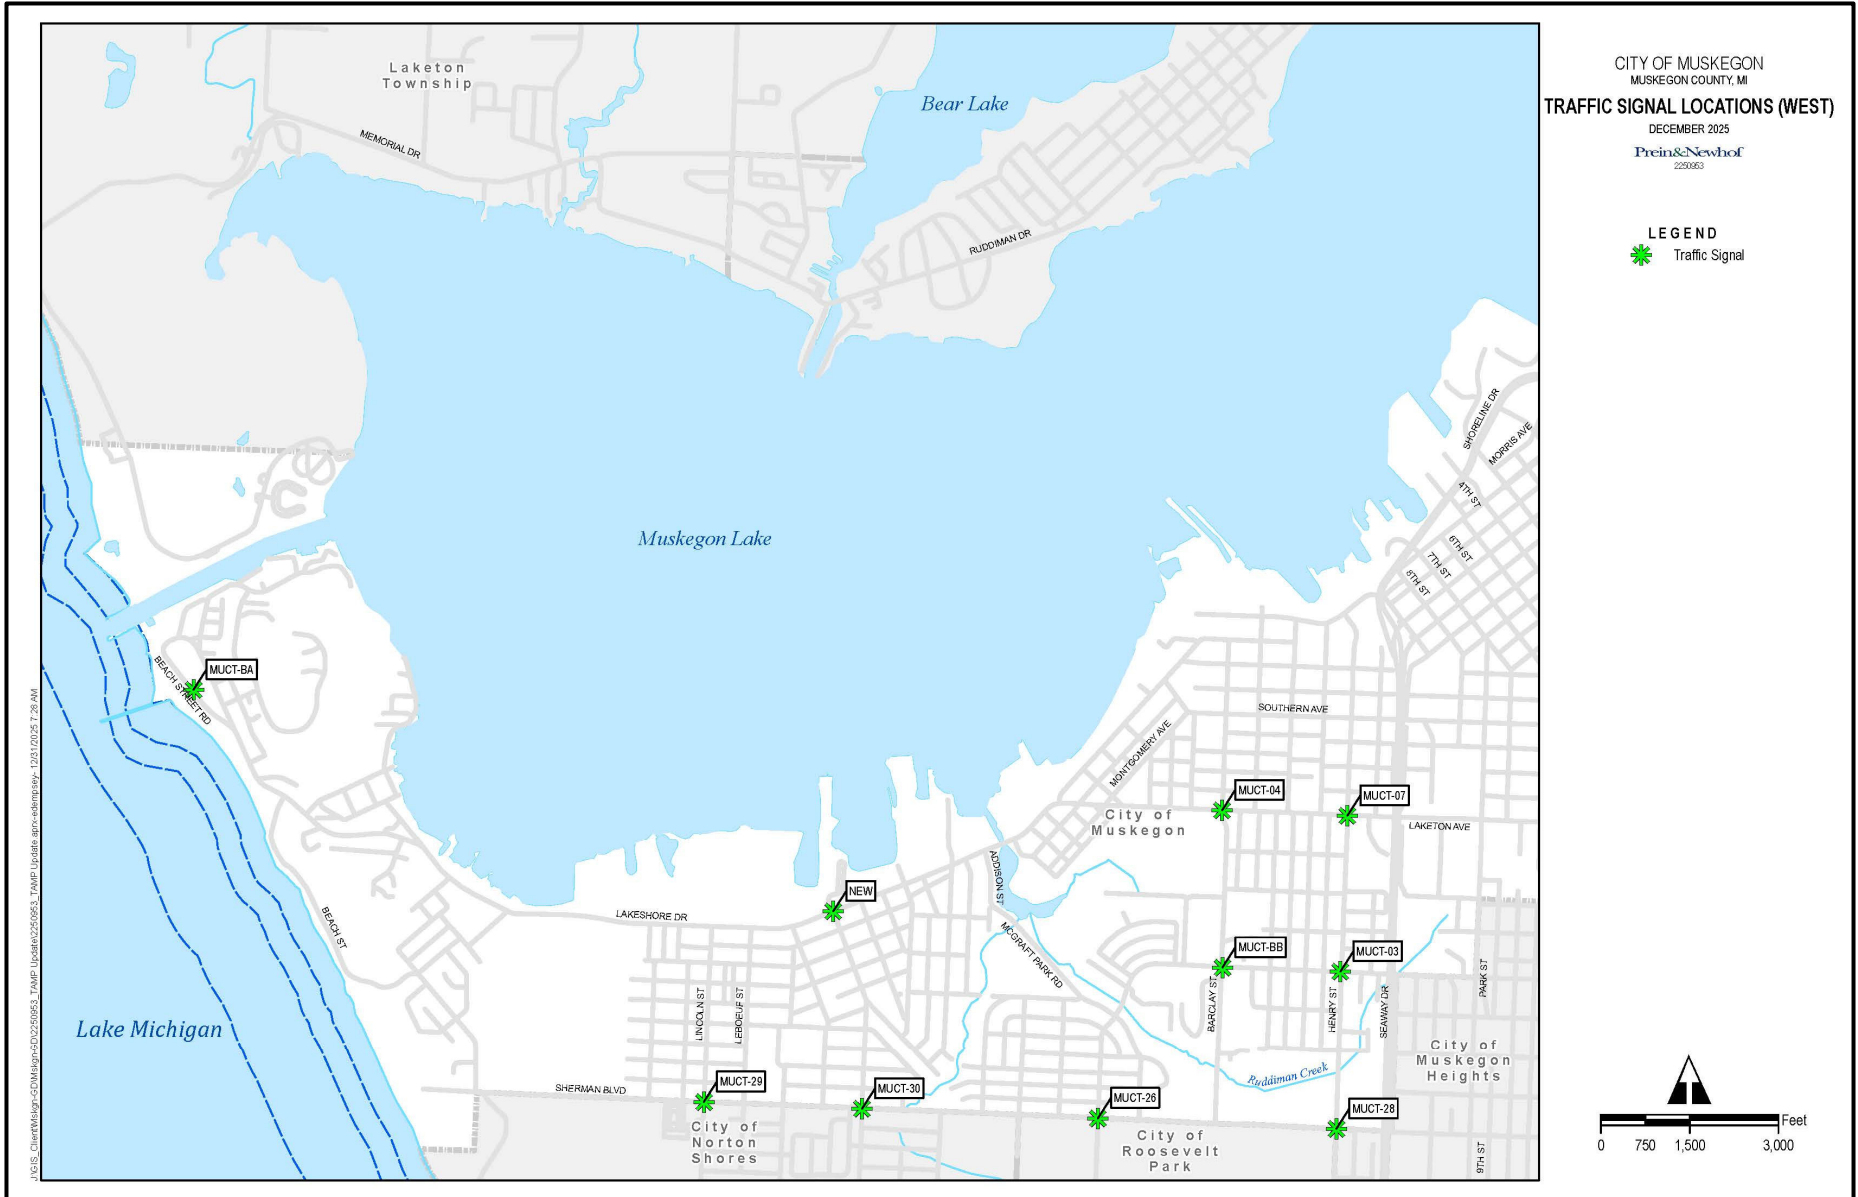 CITY OF MUSKEGON
MUSKEGON COUNTY, MI
TRAFFIC SIGNAL LOCATIONS (WEST)
DECEMBER 2025
Prein&Newhof
2250953
LEGEND
Traffic Signal
Laketon
Township
MEMORIAL DR
Bear Lake
RUDDIMAN DR
SHORELINE DR
MORRIS AVE
4TH ST
6TH ST
7TH ST
8TH ST
Muskegon Lake
MUCT-BA
BEACH STREET RD
SOUTHERN AVE
MONTGOMERY AVE
MUCT-04
MUCT-07
City of
Muskegon
LAKETON AVE
ADDISON ST
NEW
LAKESHORE DR
BEACH ST
MCGRAFT PARK RD
MUCT-BB
MUCT-03
BARCLAY ST
HENRY ST
SEAWAY DR
PARK ST
LINCOLN ST
LEBOEUF ST
Lake Michigan
City of
Muskegon
Heights
Ruddiman Creek
SHERMAN BLVD
MUCT-29
MUCT-30
MUCT-26
MUCT-28
City of
Norton
Shores
City of
Roosevelt
Park
9TH ST
Feet
0 750 1,500 3,000